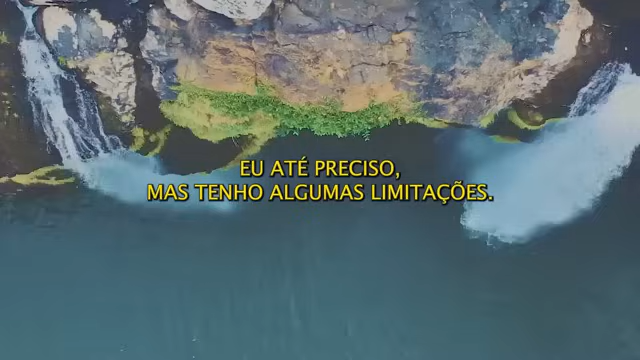 EU ATÉ PRECISO,
MAS TENHO ALGUMAS LIMITAÇÕES.